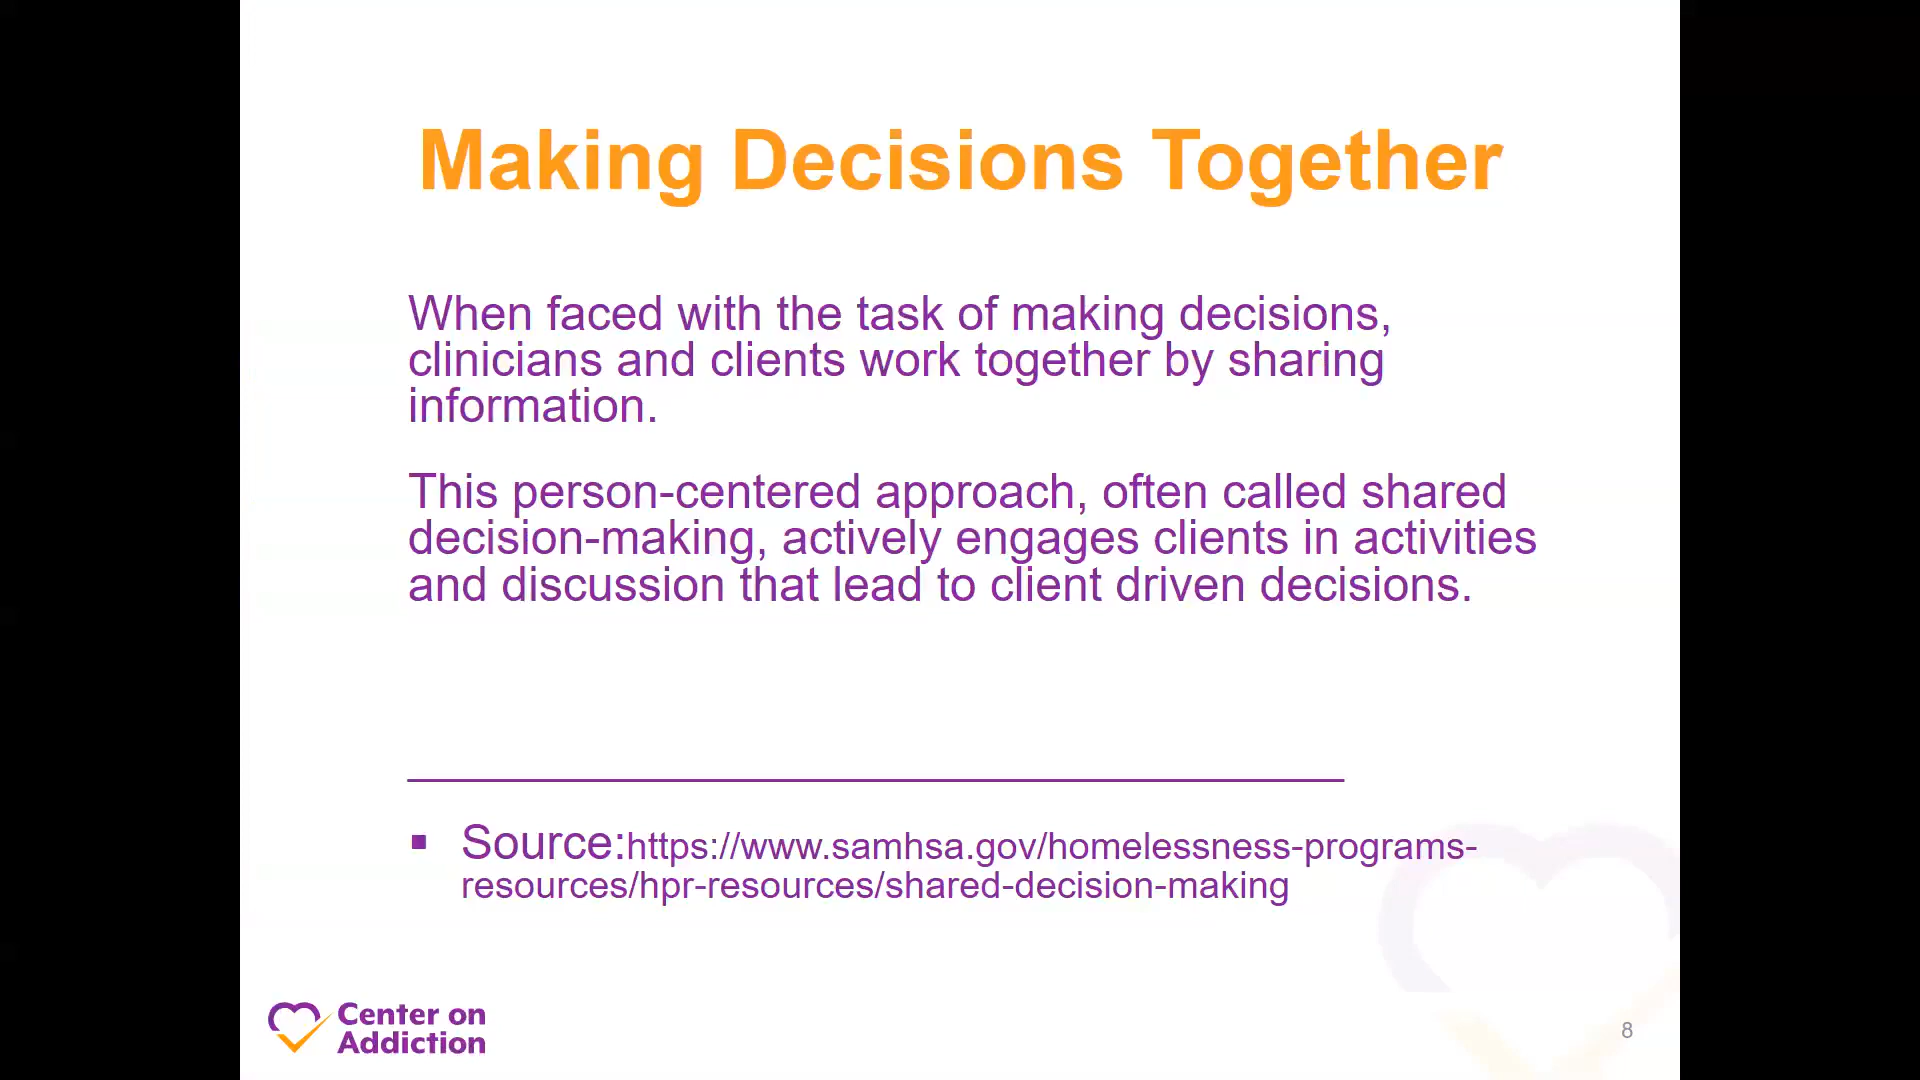 Making Decisions Together
When faced with the task of making decisions,
clinicians and clients work together by sharing
information.
This person-centered approach, often called shared
decision-making, actively engages clients in activities
and discussion that lead to client driven decisions.
▪ Source:https://www.samhsa.gov/homelessness-programs-
resources/hpr-resources/shared-decision-making
Center on
Addiction
8